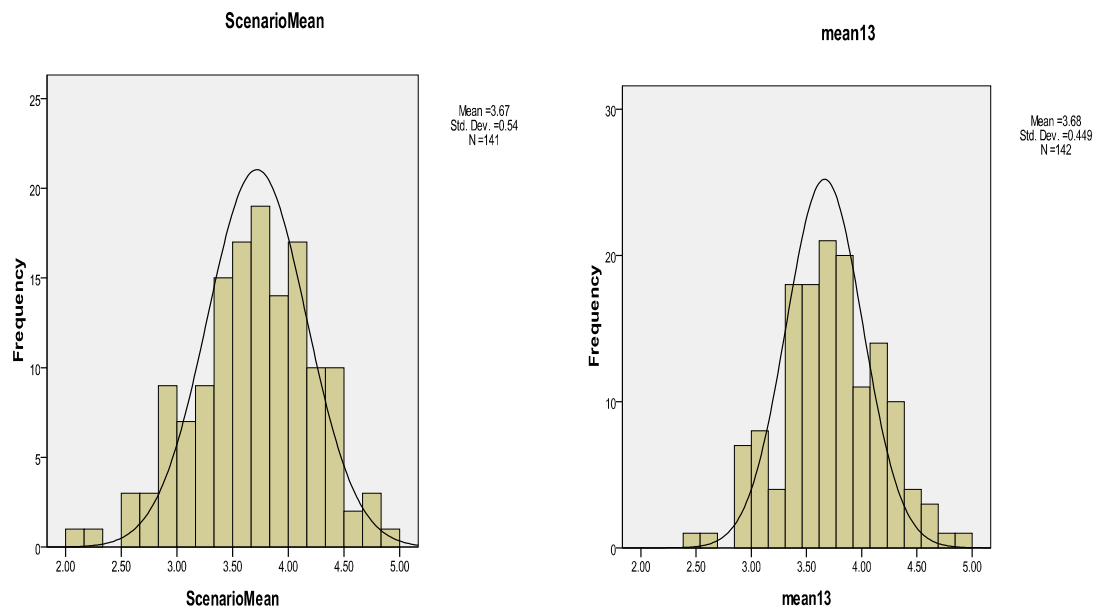 ScenarioMean
25
20
15
10
5
0
Frequency
2.00 2.50 3.00 3.50 4.00 4.50 5.00
ScenarioMean
Mean =3.67
Std. Dev. =0.54
N =141
mean13
30
20
10
0
Frequency
2.00 2.50 3.00 3.50 4.00 4.50 5.00
mean13
Mean =3.68
Std. Dev. =0.449
N =142